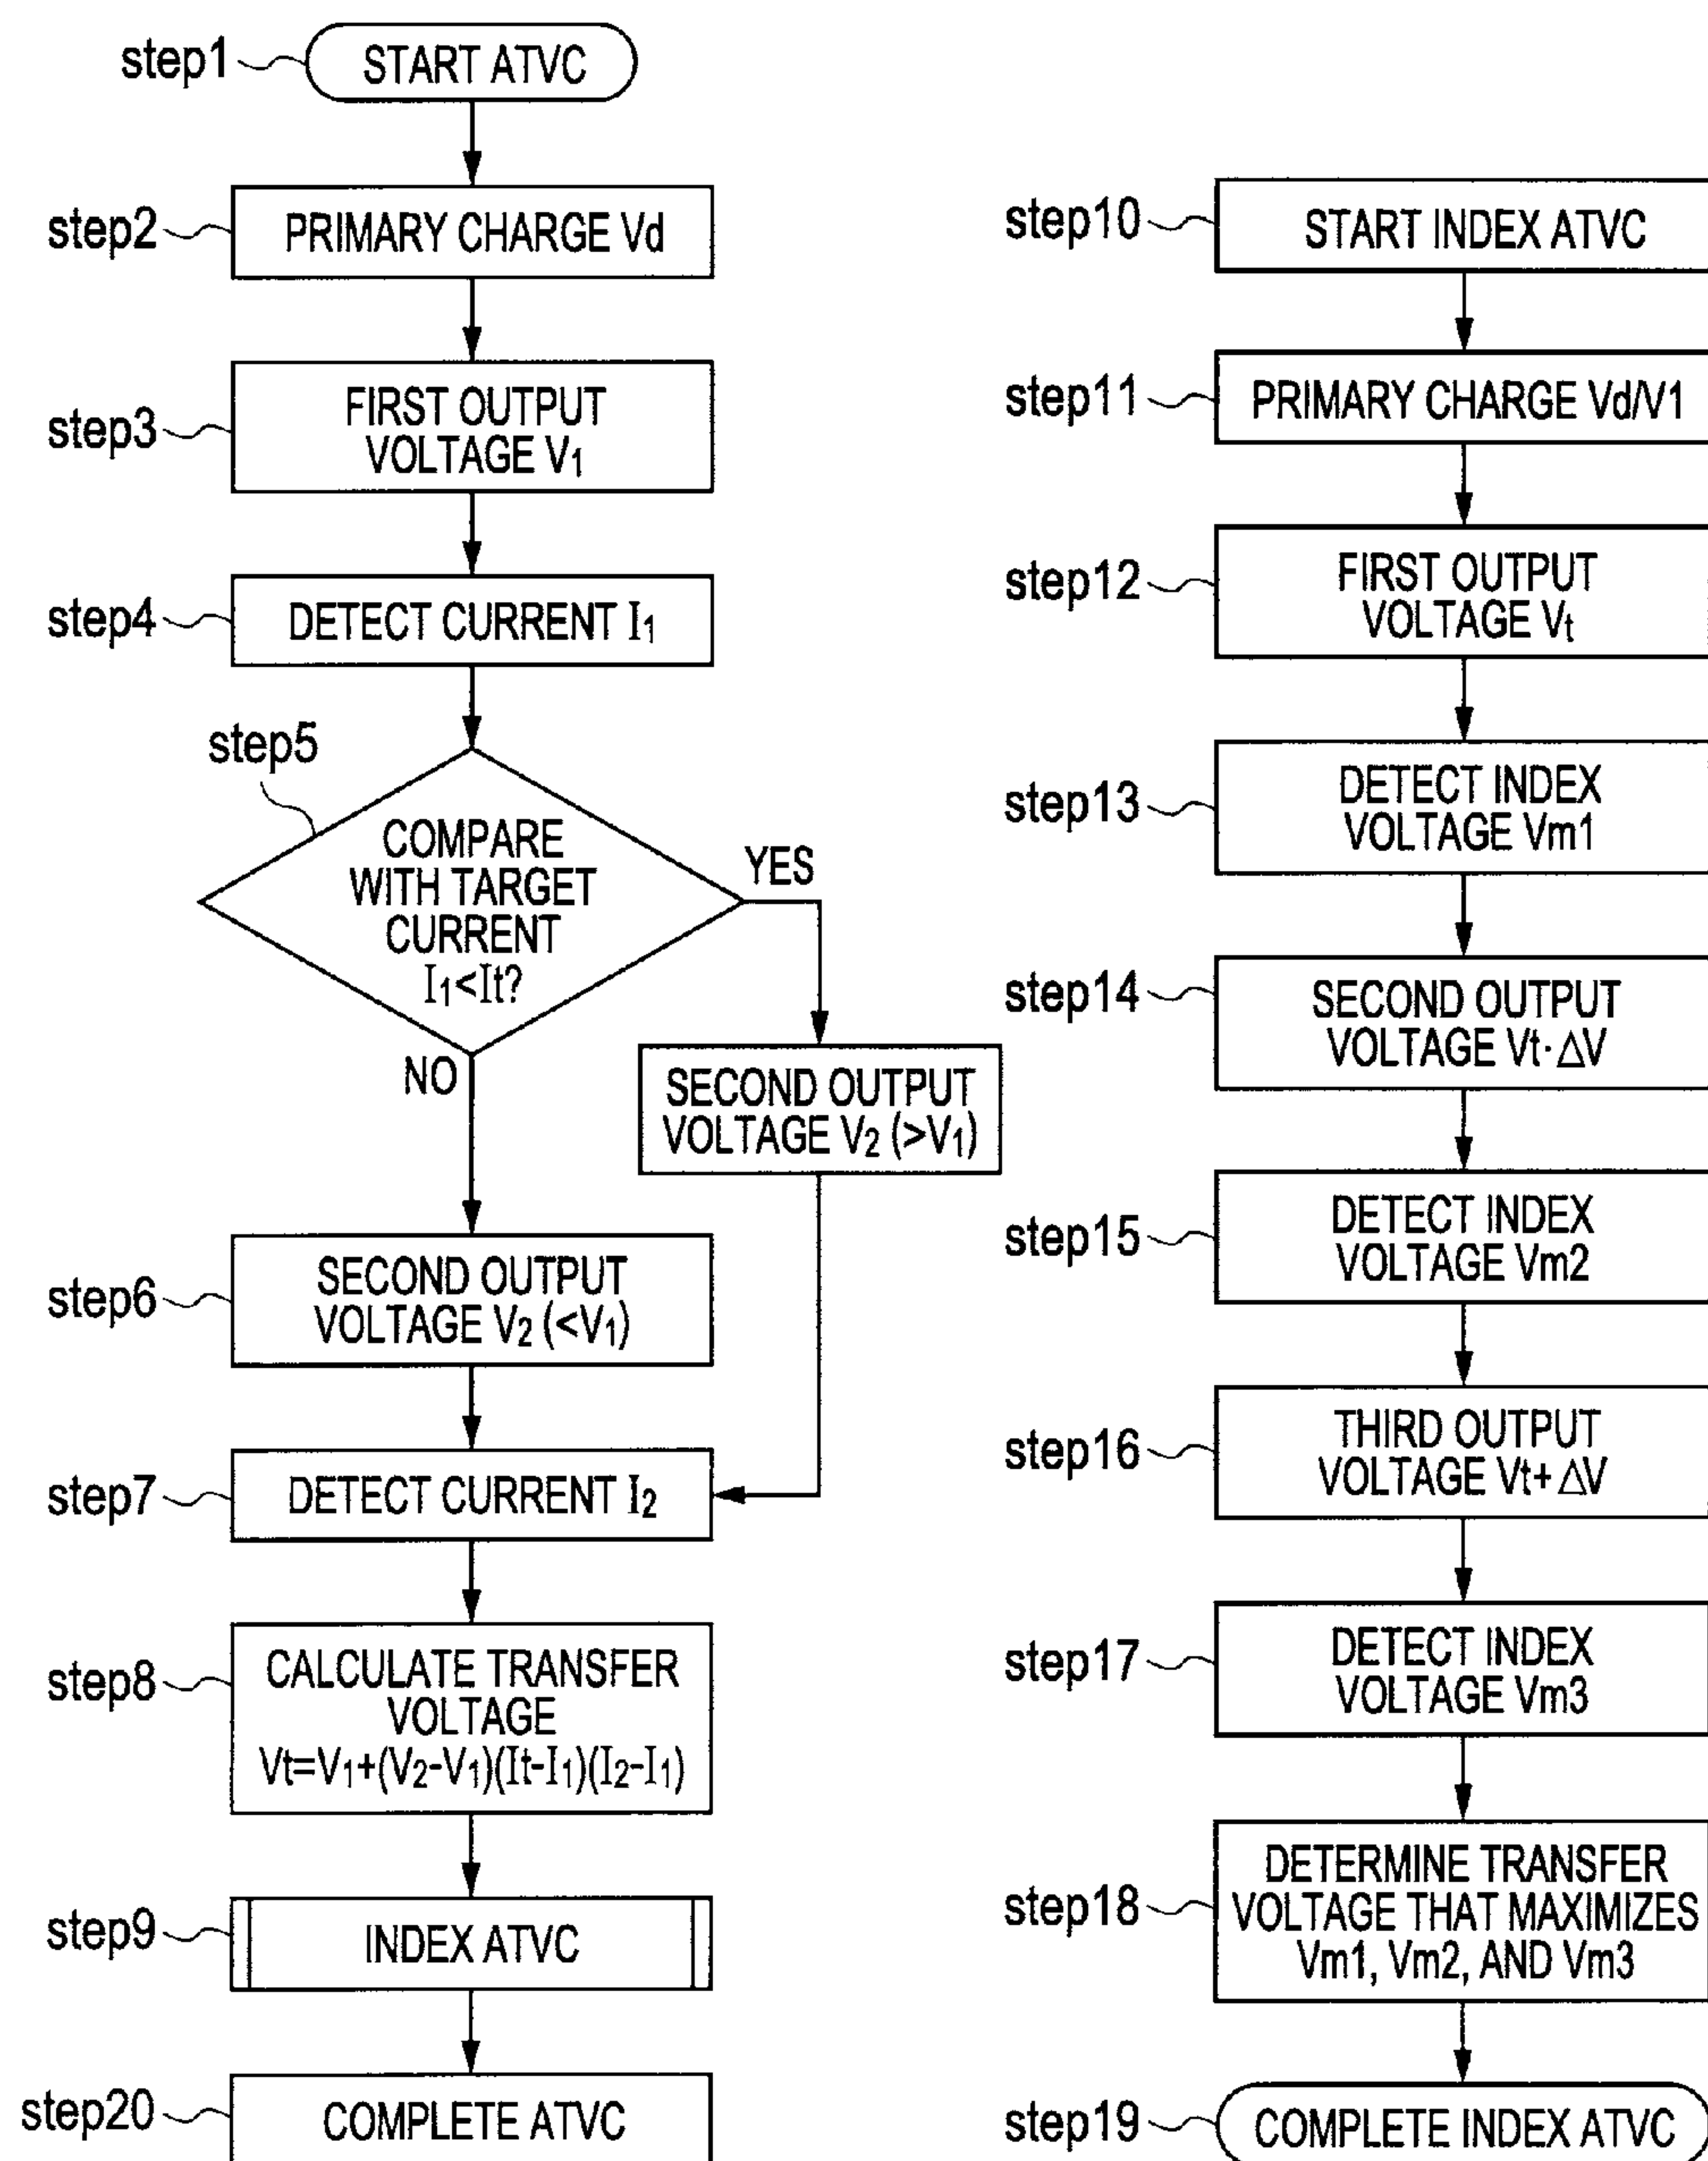 step1
START ATVC
step2
PRIMARY CHARGE Vd
step3
FIRST OUTPUT
VOLTAGE V₁
step4
DETECT CURRENT I₁
step5
COMPARE
WITH TARGET
CURRENT
I₁<It?
YES
NO
SECOND OUTPUT
VOLTAGE V₂ (>V₁)
step6
SECOND OUTPUT
VOLTAGE V₂ (<V₁)
step7
DETECT CURRENT I₂
step8
CALCULATE TRANSFER
VOLTAGE
Vt=V₁+(V₂-V₁)(It-I₁)(I₂-I₁)
step9
INDEX ATVC
step20
COMPLETE ATVC
step10
START INDEX ATVC
step11
PRIMARY CHARGE Vd/V1
step12
FIRST OUTPUT
VOLTAGE Vt
step13
DETECT INDEX
VOLTAGE Vm1
step14
SECOND OUTPUT
VOLTAGE Vt·ΔV
step15
DETECT INDEX
VOLTAGE Vm2
step16
THIRD OUTPUT
VOLTAGE Vt+ΔV
step17
DETECT INDEX
VOLTAGE Vm3
step18
DETERMINE TRANSFER
VOLTAGE THAT MAXIMIZES
Vm1, Vm2, AND Vm3
step19
COMPLETE INDEX ATVC